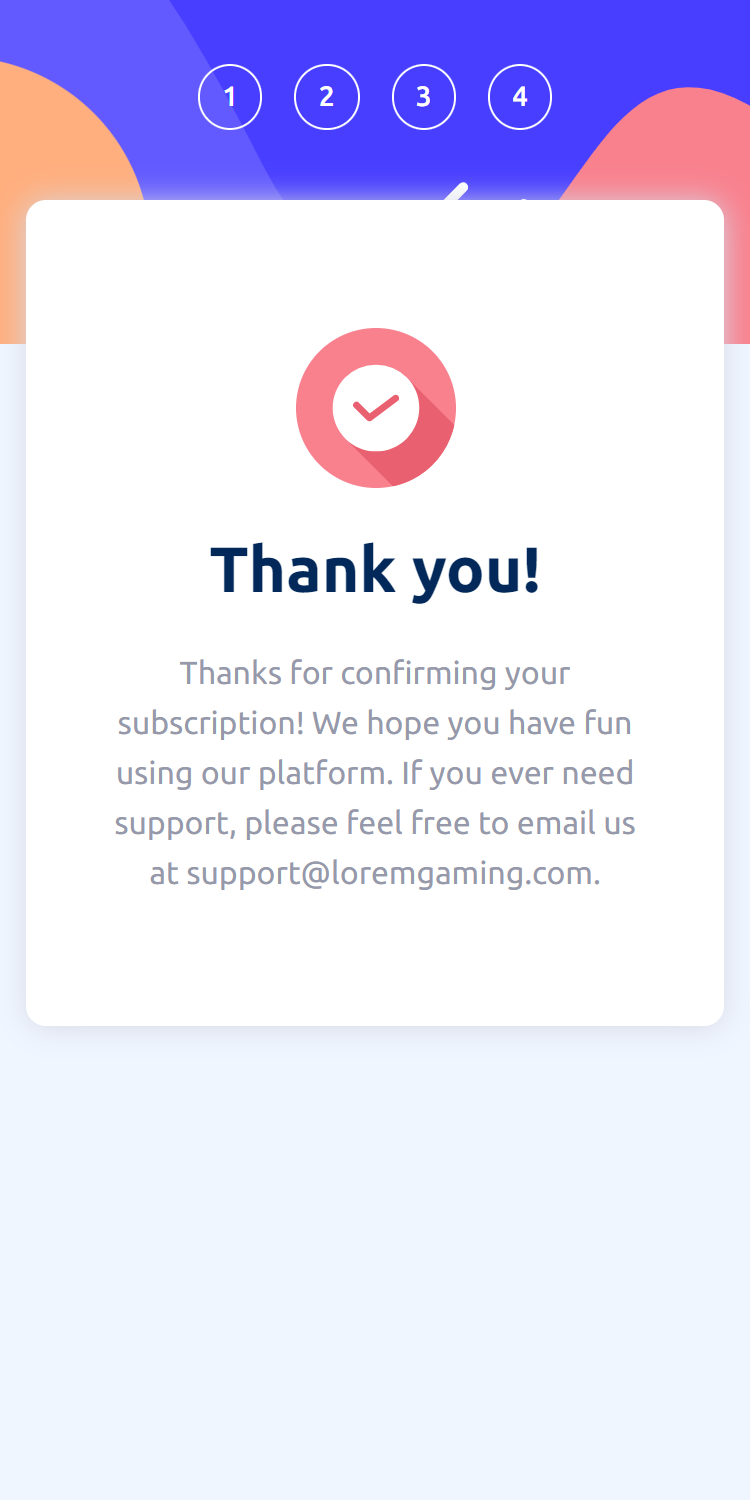 1 2 3 4
Thank you!
Thanks for confirming your
subscription! We hope you have fun
using our platform. If you ever need
support, please feel free to email us
at support@loremgaming.com.